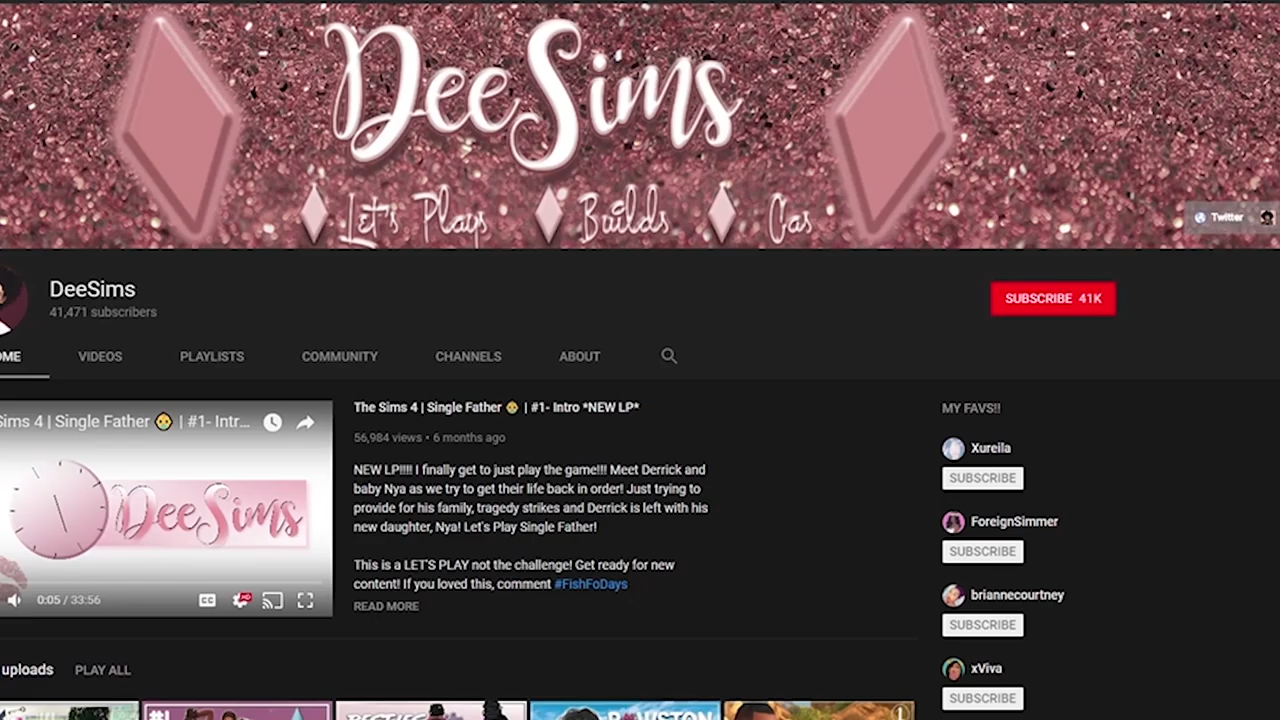 DeeSims
Let's Plays Builds Cas
Twitter
DeeSims
41,471 subscribers
SUBSCRIBE 41K
OME VIDEOS PLAYLISTS COMMUNITY CHANNELS ABOUT
Sims 4 | Single Father 👶 | #1- Intr...
DeeSims
0:05 / 33:56
CC
HD
The Sims 4 | Single Father 👶 | #1- Intro *NEW LP*
56,984 views • 6 months ago
NEW LP!!!! I finally get to just play the game!!! Meet Derrick and
baby Nya as we try to get their life back in order! Just trying to
provide for his family, tragedy strikes and Derrick is left with his
new daughter, Nya! Let's Play Single Father!
This is a LET'S PLAY not the challenge! Get ready for new
content! If you loved this, comment #FishFoDays
READ MORE
MY FAVS!!
Xureila
SUBSCRIBE
ForeignSimmer
SUBSCRIBE
briannecourtney
SUBSCRIBE
xViva
SUBSCRIBE
uploads PLAY ALL
#1